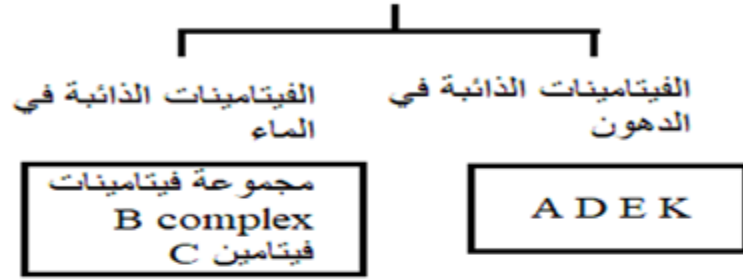 الفيتامينات الذائبة في
الدهون
A D E K
الفيتامينات الذائبة في
الماء
مجموعة فيتامينات
B complex
فيتامين C